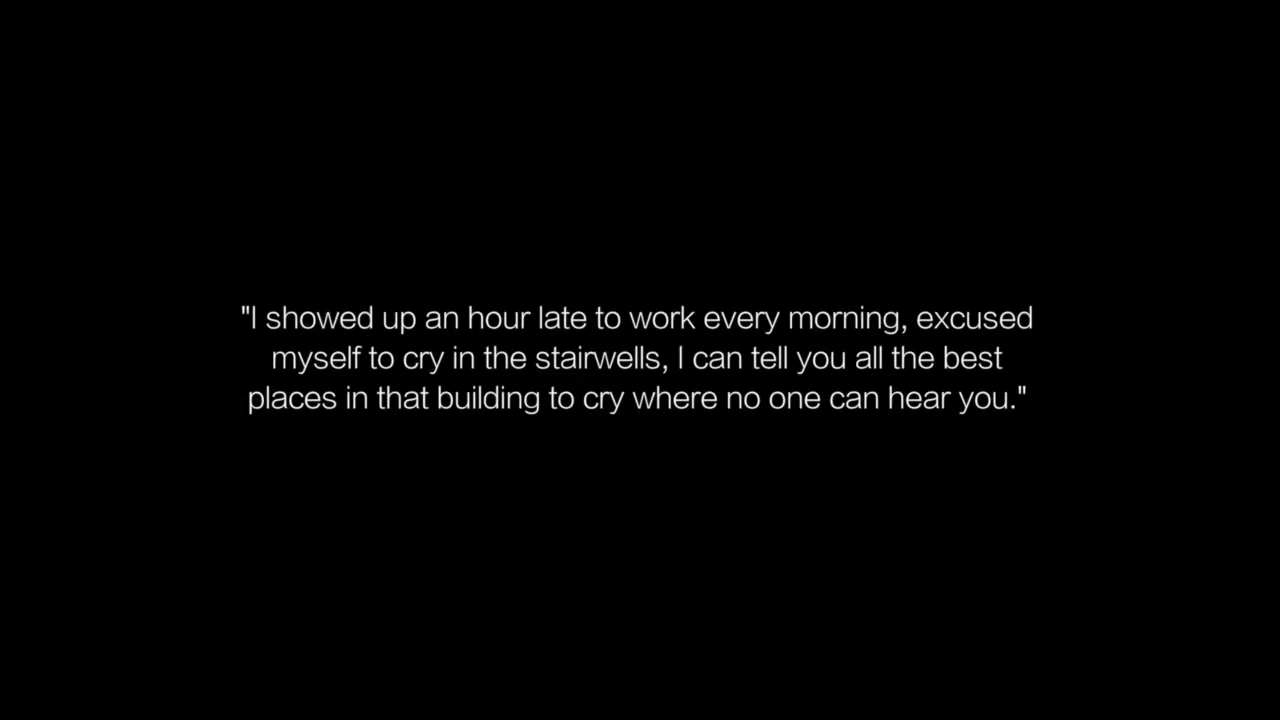 "I showed up an hour late to work every morning, excused
myself to cry in the stairwells, I can tell you all the best
places in that building to cry where no one can hear you."